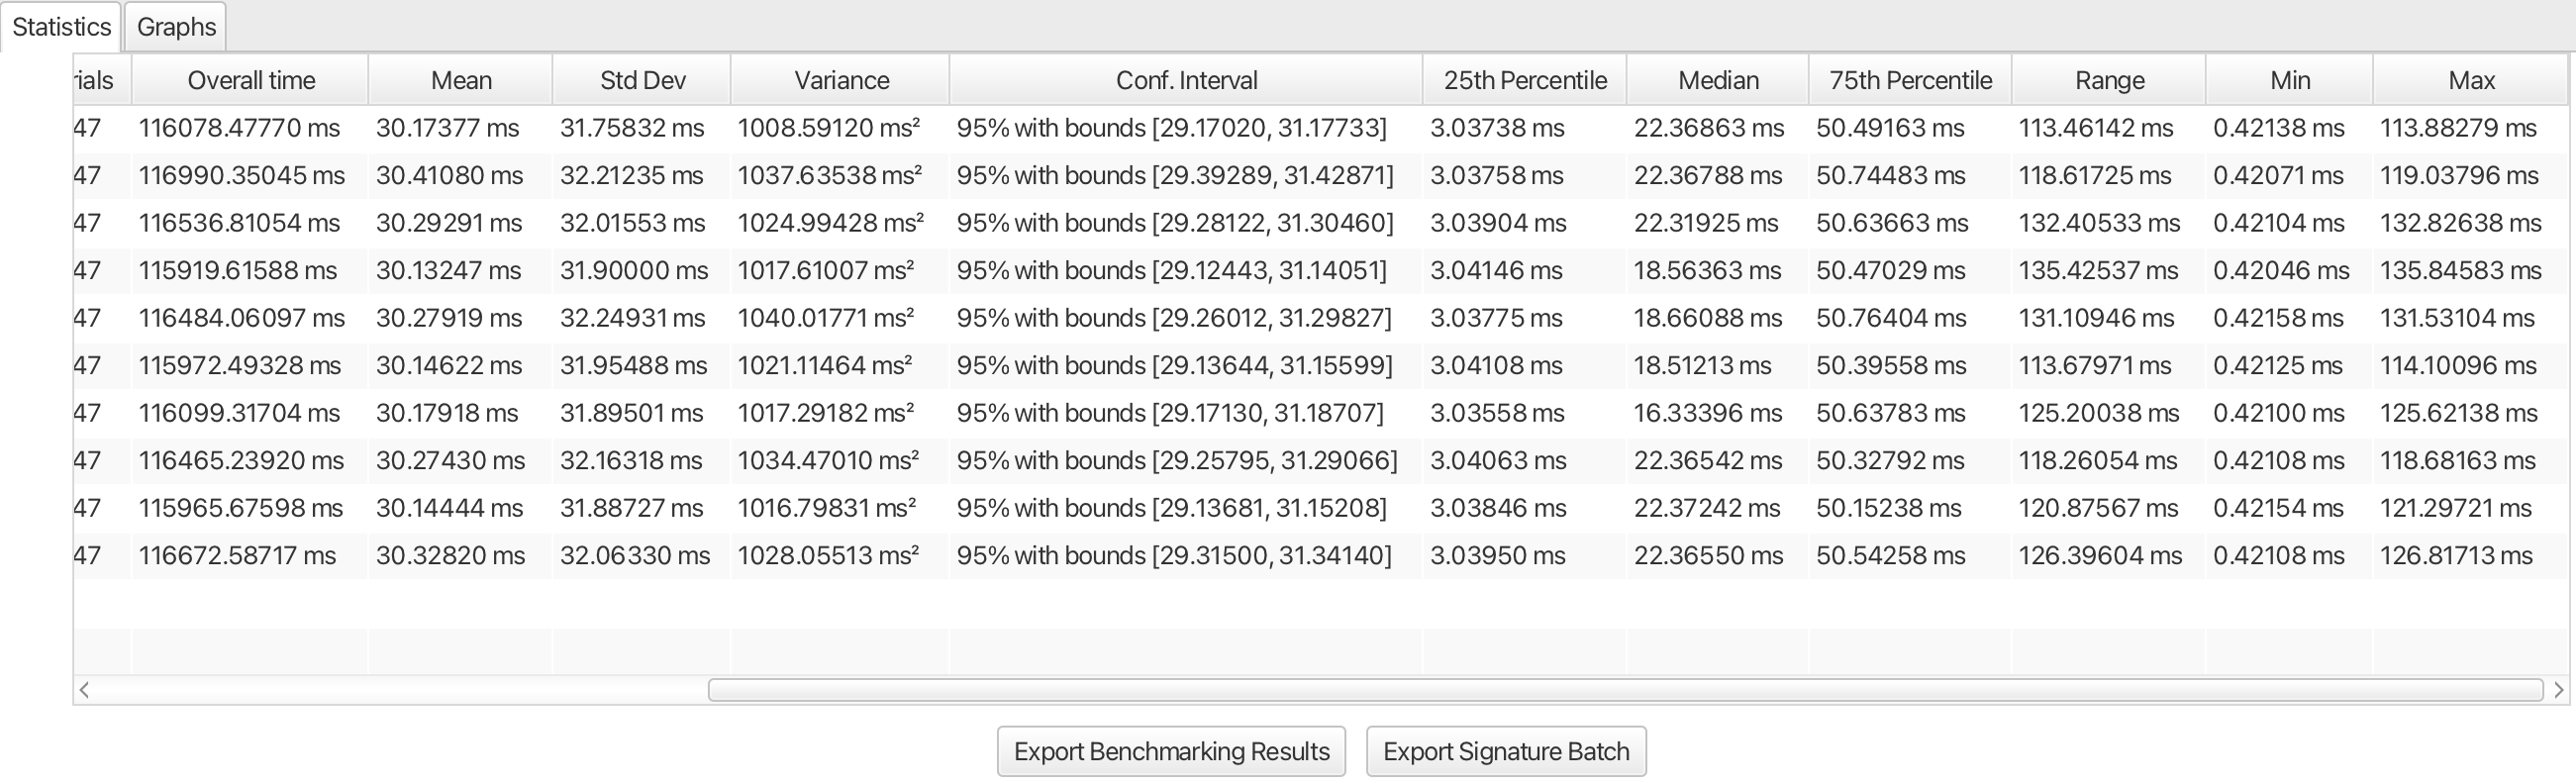 Statistics Graphs
rials Overall time Mean Std Dev Variance Conf. Interval 25th Percentile Median 75th Percentile Range Min Max
47 116078.47770 ms 30.17377 ms 31.75832 ms 1008.59120 ms² 95% with bounds [29.17020, 31.17733] 3.03738 ms 22.36863 ms 50.49163 ms 113.46142 ms 0.42138 ms 113.88279 ms
47 116990.35045 ms 30.41080 ms 32.21235 ms 1037.63538 ms² 95% with bounds [29.39289, 31.42871] 3.03758 ms 22.36788 ms 50.74483 ms 118.61725 ms 0.42071 ms 119.03796 ms
47 116536.81054 ms 30.29291 ms 32.01553 ms 1024.99428 ms² 95% with bounds [29.28122, 31.30460] 3.03904 ms 22.31925 ms 50.63663 ms 132.40533 ms 0.42104 ms 132.82638 ms
47 115919.61588 ms 30.13247 ms 31.90000 ms 1017.61007 ms² 95% with bounds [29.12443, 31.14051] 3.04146 ms 18.56363 ms 50.47029 ms 135.42537 ms 0.42046 ms 135.84583 ms
47 116484.06097 ms 30.27919 ms 32.24931 ms 1040.01771 ms² 95% with bounds [29.26012, 31.29827] 3.03775 ms 18.66088 ms 50.76404 ms 131.10946 ms 0.42158 ms 131.53104 ms
47 115972.49328 ms 30.14622 ms 31.95488 ms 1021.11464 ms² 95% with bounds [29.13644, 31.15599] 3.04108 ms 18.51213 ms 50.39558 ms 113.67971 ms 0.42125 ms 114.10096 ms
47 116099.31704 ms 30.17918 ms 31.89501 ms 1017.29182 ms² 95% with bounds [29.17130, 31.18707] 3.03558 ms 16.33396 ms 50.63783 ms 125.20038 ms 0.42100 ms 125.62138 ms
47 116465.23920 ms 30.27430 ms 32.16318 ms 1034.47010 ms² 95% with bounds [29.25795, 31.29066] 3.04063 ms 22.36542 ms 50.32792 ms 118.26054 ms 0.42108 ms 118.68163 ms
47 115965.67598 ms 30.14444 ms 31.88727 ms 1016.79831 ms² 95% with bounds [29.13681, 31.15208] 3.03846 ms 22.37242 ms 50.15238 ms 120.87567 ms 0.42154 ms 121.29721 ms
47 116672.58717 ms 30.32820 ms 32.06330 ms 1028.05513 ms² 95% with bounds [29.31500, 31.34140] 3.03950 ms 22.36550 ms 50.54258 ms 126.39604 ms 0.42108 ms 126.81713 ms
Export Benchmarking Results Export Signature Batch